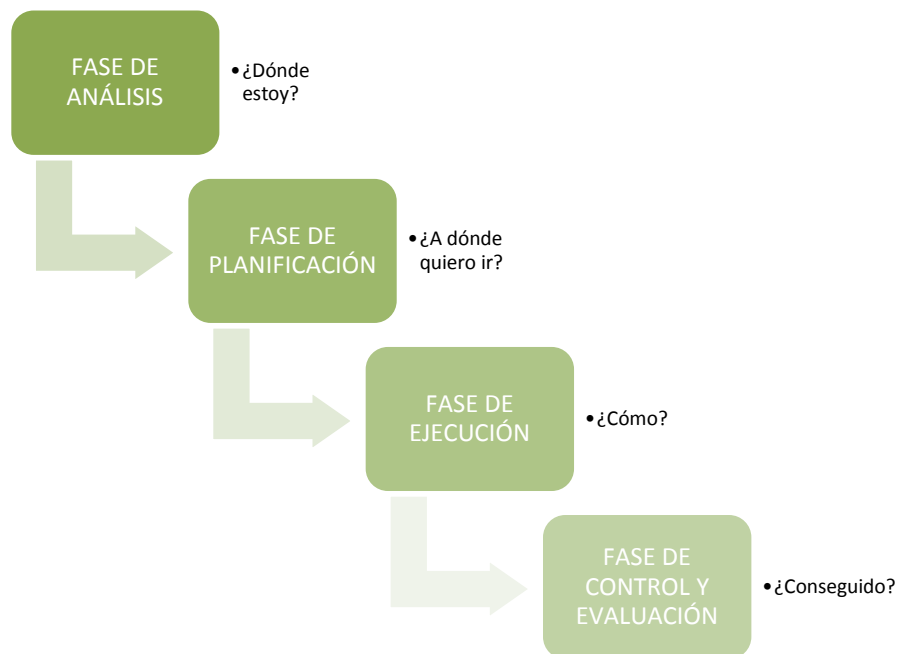 FASE DE
ANÁLISIS
•¿Dónde
estoy?
FASE DE
PLANIFICACIÓN
•¿A dónde
quiero ir?
FASE DE
EJECUCIÓN
•¿Cómo?
FASE DE
CONTROL Y
EVALUACIÓN
•¿Conseguido?